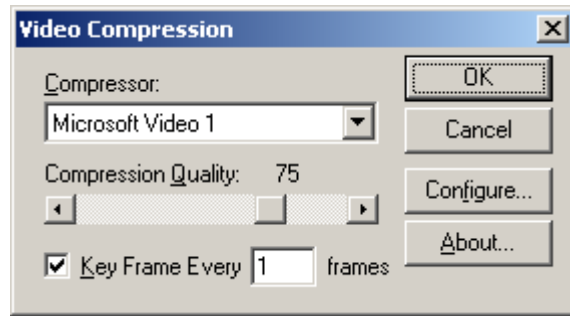 Video Compression
Compressor:
Microsoft Video 1
Compression Quality: 75
Key Frame Every 1 frames
OK
Cancel
Configure...
About...